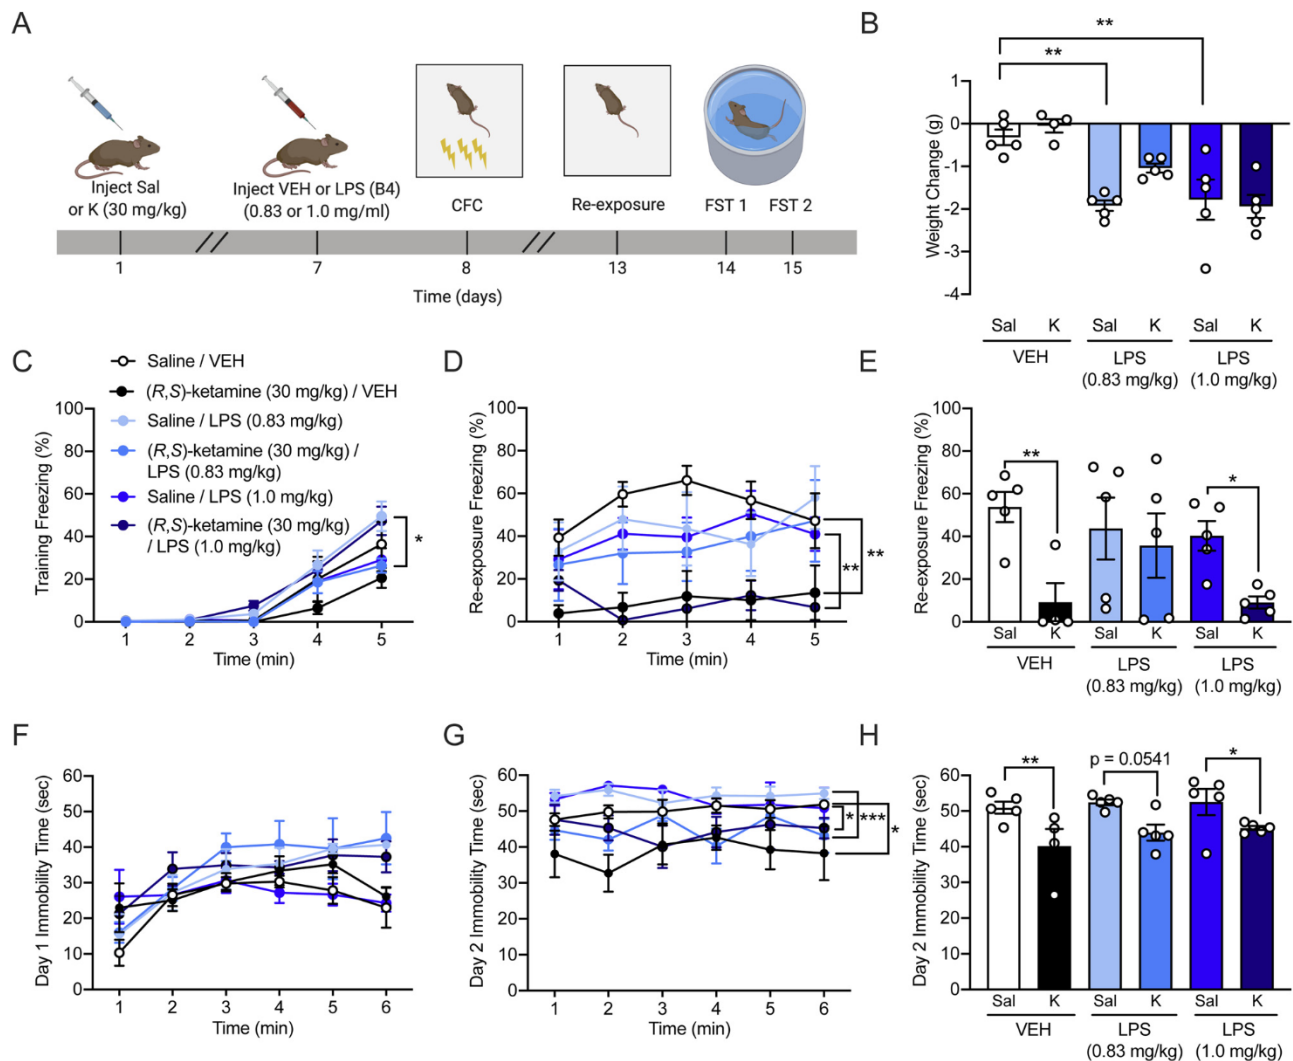 A
Inject Sal
or K (30 mg/kg)
Inject VEH or LPS (B4)
(0.83 or 1.0 mg/ml)
CFC
Re-exposure
FST 1
FST 2
1
7
8
13
14
15
Time (days)
B
**
**
Weight Change (g)
1
0
-1
-2
-3
-4
Sal K Sal K Sal K
VEH LPS LPS
(0.83 mg/kg) (1.0 mg/kg)
C
Saline / VEH
(R,S)-ketamine (30 mg/kg) / VEH
Saline / LPS (0.83 mg/kg)
(R,S)-ketamine (30 mg/kg) /
LPS (0.83 mg/kg)
Saline / LPS (1.0 mg/kg)
(R,S)-ketamine (30 mg/kg)
/ LPS (1.0 mg/kg)
Training Freezing (%)
100
80
60
40
20
0
*
1 2 3 4 5
Time (min)
D
Re-exposure Freezing (%)
100
80
60
40
20
0
**
**
1 2 3 4 5
Time (min)
E
Re-exposure Freezing (%)
100
80
60
40
20
0
**
*
Sal K Sal K Sal K
VEH LPS LPS
(0.83 mg/kg) (1.0 mg/kg)
F
Day 1 Immobility Time (sec)
60
50
40
30
20
10
0
1 2 3 4 5 6
Time (min)
G
Day 2 Immobility Time (sec)
60
50
40
30
20
10
0
* *** *
1 2 3 4 5 6
Time (min)
H
Day 2 Immobility Time (sec)
60
50
40
30
20
10
0
**
p = 0.0541
*
Sal K Sal K Sal K
VEH LPS LPS
(0.83 mg/kg) (1.0 mg/kg)